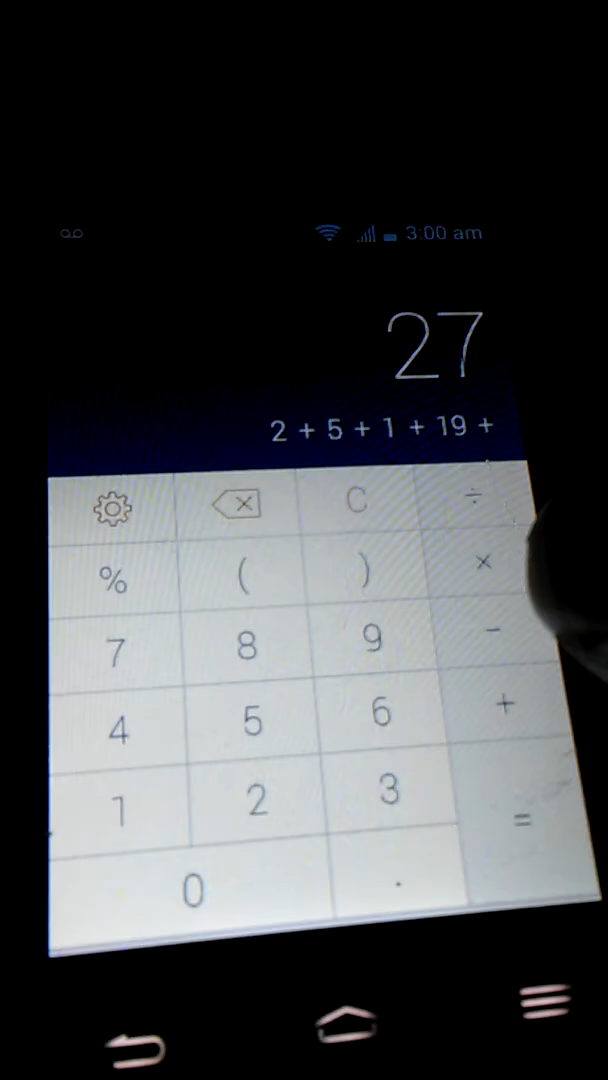 3:00 am
27
2 + 5 + 1 + 19 +
C ÷
% ( ) ×
7 8 9 −
4 5 6 +
1 2 3 =
0 .